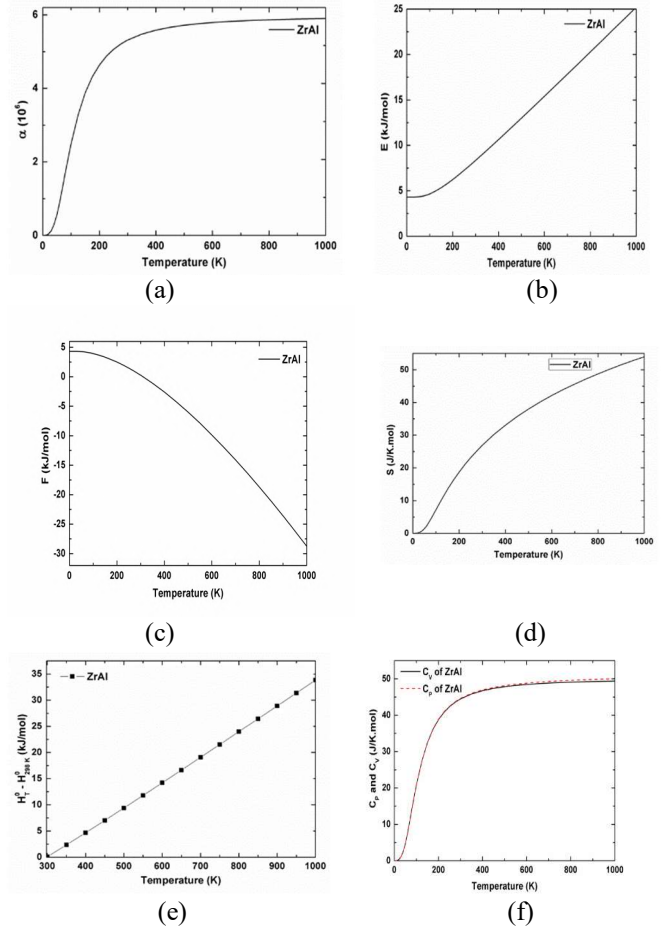 ZrAl
α (10⁶)
6
4
2
0
0 200 400 600 800 1000
Temperature (K)
(a)
ZrAl
E (kJ/mol)
25
20
15
10
5
0
0 200 400 600 800 1000
Temperature (K)
(b)
ZrAl
F (kJ/mol)
5
0
-5
-10
-15
-20
-25
-30
0 200 400 600 800 1000
Temperature (K)
(c)
ZrAl
S (J/K.mol)
50
40
30
20
10
0
0 200 400 600 800 1000
Temperature (K)
(d)
ZrAl
H⁰T - H⁰298 K (kJ/mol)
35
30
25
20
15
10
5
0
300 400 500 600 700 800 900 1000
Temperature (K)
(e)
CV of ZrAl
CP of ZrAl
CP and CV (J/K.mol)
50
40
30
20
10
0
0 200 400 600 800 1000
Temperature (K)
(f)